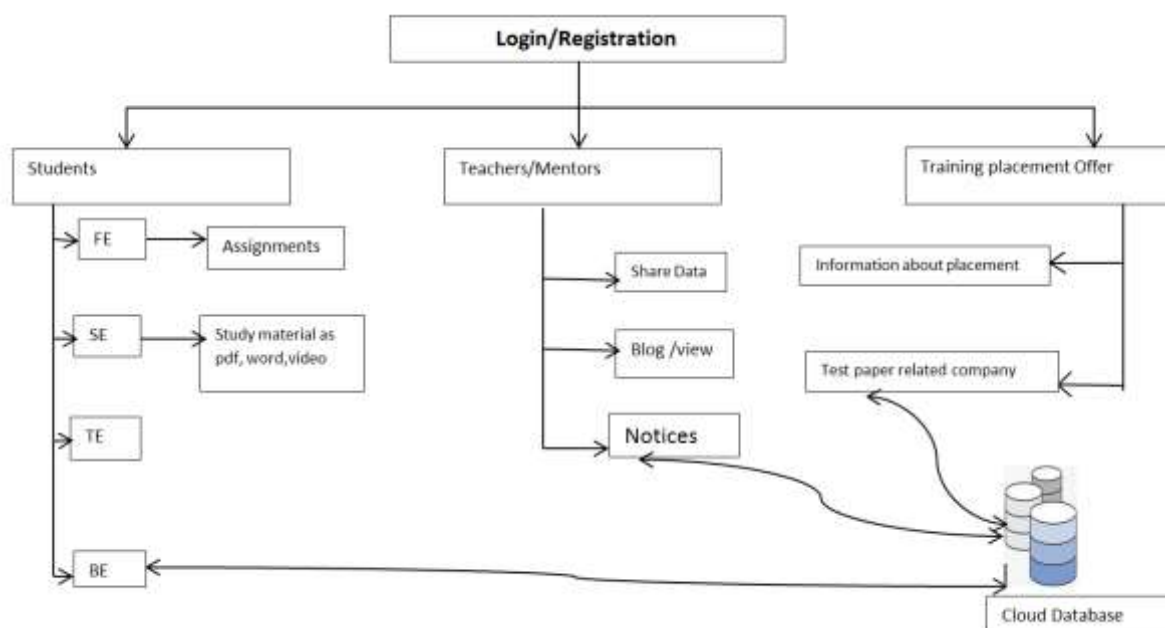 Login/Registration
Students
Teachers/Mentors
Training placement Offer
FE
Assignments
Share Data
Information about placement
SE
Study material as
pdf, word,video
Blog /view
Test paper related company
TE
Notices
BE
Cloud Database